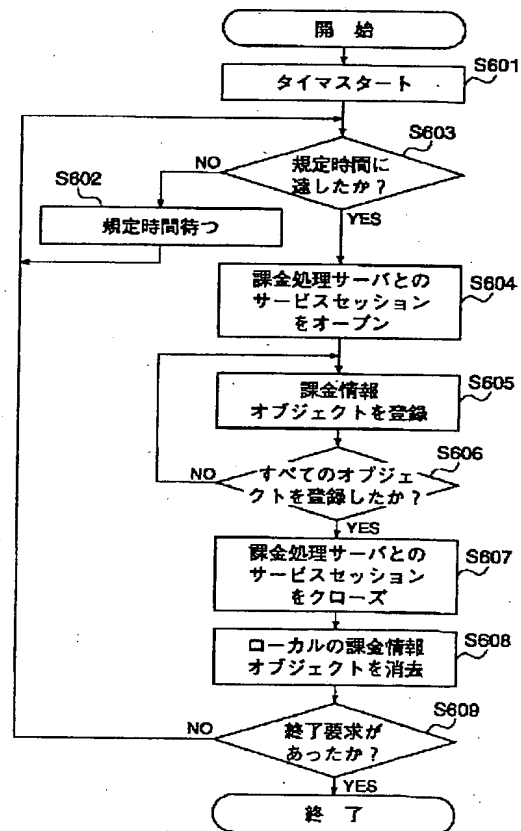 開始
S601
タイマスタート
S603
NO
規定時間に
達したか？
S602
規定時間待つ
YES
課金処理サーバとの
サービスセッション
をオープン
S604
課金情報
オブジェクトを登録
S605
S606
NO
すべてのオブジェ
クトを登録したか？
YES
課金処理サーバとの
サービスセッション
をクローズ
S607
ローカルの課金情報
オブジェクトを消去
S608
S609
NO
終了要求が
あったか？
YES
終了